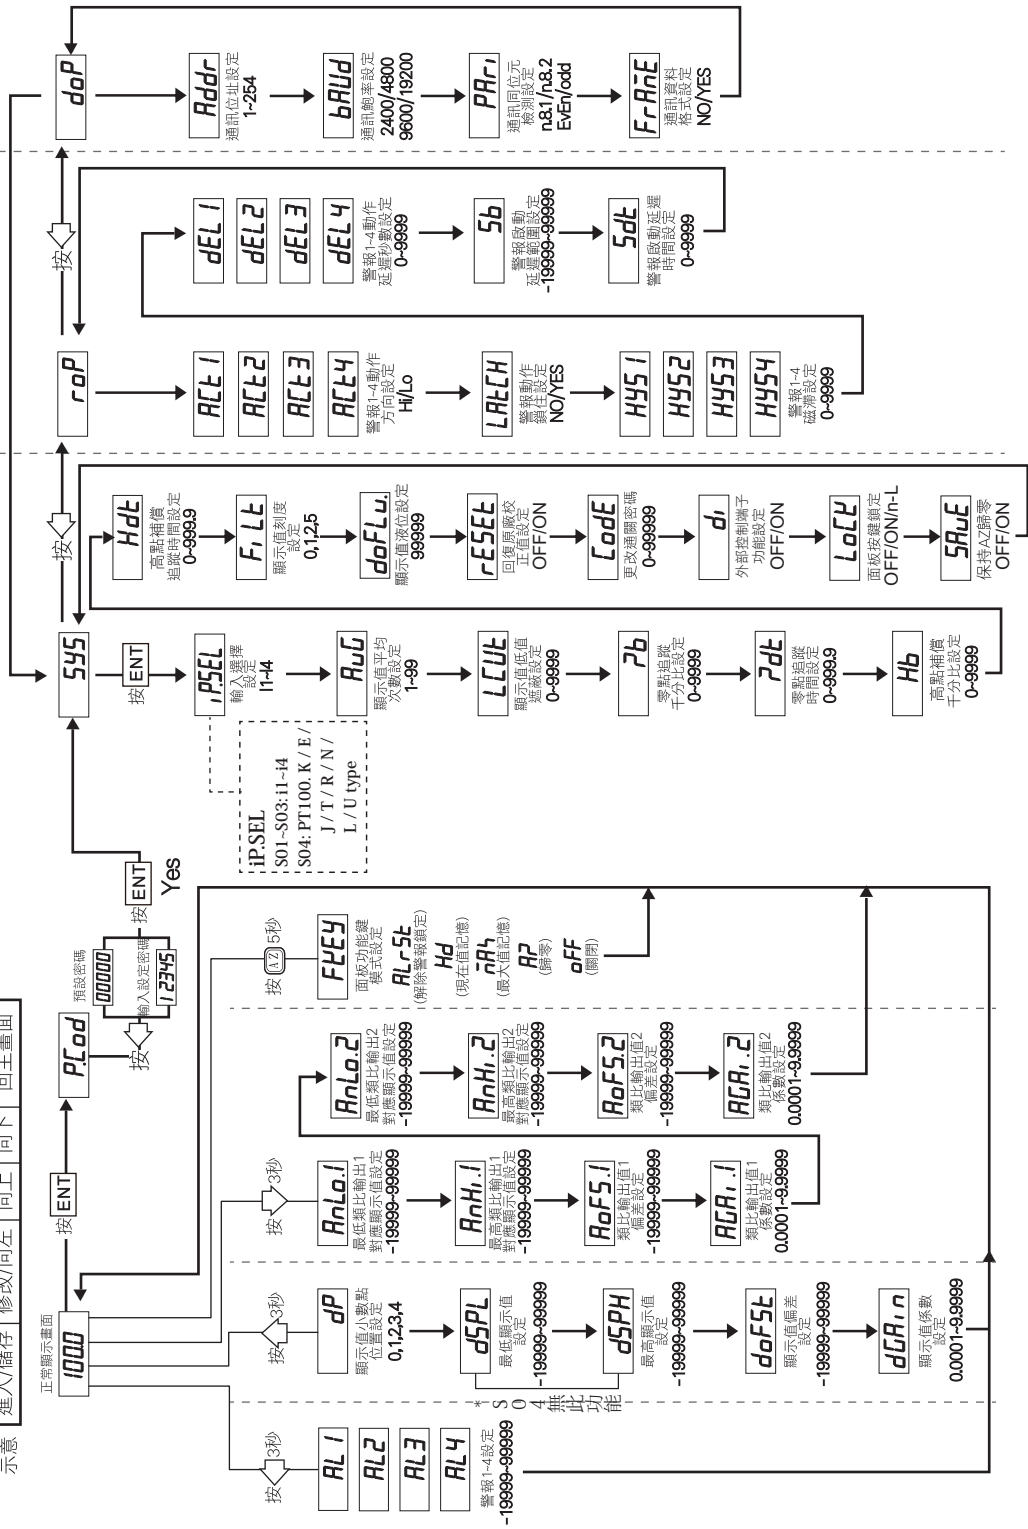 示意
進入/儲存 修改/向左 向上 向下 回主畫面
正常顯示畫面
10000
按 ENT
P.Cod
預設密碼
00000
輸入設定密碼
12345
按
按 ENT
Yes
按 3秒
AL1
AL2
AL3
AL4
警報1~4設定
-19999~99999
按 3秒
dP
顯示值小數點
位置設定
0,1,2,3,4
dSPL
最低顯示值
設定
-19999~99999
dSPH
最高顯示值
設定
-19999~99999
* S04無此功能
doFSt
顯示值偏差
設定
-19999~99999
dGAin
顯示值係數
設定
0.0001~9.9999
按 3秒
AnLo.1
最低類比輸出1
對應顯示值設定
-19999~99999
AnHi.1
最高類比輸出1
對應顯示值設定
-19999~99999
AoFS.1
類比輸出值1
偏差設定
-19999~99999
AGAi.1
類比輸出值1
係數設定
0.0001~9.9999
AnLo.2
最低類比輸出2
對應顯示值設定
-19999~99999
AnHi.2
最高類比輸出2
對應顯示值設定
-19999~99999
AoFS.2
類比輸出值2
偏差設定
-19999~99999
AGAi.2
類比輸出值2
係數設定
0.0001~9.9999
按 AZ 5秒
FKEY
面板功能鍵
模式設定
ALrSt
(解除警報鎖定)
Hd
(現在值記憶)
(最大值記憶)
(歸零)
oFF
(關閉)
SYS
按 ENT
iP.SEL
輸入選擇
設定
I1~I4
iP.SEL
S01~S03: i1~i4
S04: PT100. K / E /
J / T / R / N /
L / U type
AvG
顯示值平均
次數設定
1~99
LCUt
顯示值低值
遮蔽設定
0~9999
零點追蹤
千分比設定
0~9999
零點追蹤
時間設定
0~999.9
Hb
高點補償
千分比設定
0~9999
Hdt
高點補償
追蹤時間設定
0~999.9
FiLt
顯示值刻度
設定
0,1,2,5
doFLv.
顯示值液位設定
99999
rESEt
回復原廠校
正值設定
OFF/ON
CodE
更改通關密碼
0~99999
di
外部控制端子
功能設定
OFF/ON
LoCK
面板按鍵鎖定
OFF/ON/n-L
SAvE
保持AZ歸零
OFF/ON
按
roP
ACt1
ACt2
ACt3
ACt4
警報1~4動作
方向設定
Hi/Lo
LAtCH
警報動作
鎖住設定
NO/YES
HYS1
HYS2
HYS3
HYS4
警報1~4
磁滯設定
0~9999
dEL1
dEL2
dEL3
dEL4
警報1~4動作
延遲秒數設定
0~9999
Sb
警報啟動
延遲範圍設定
-19999~99999
Sdt
警報啟動延遲
時間設定
0~9999
按
doP
Addr
通訊位址設定
1~254
bAUd
通訊鮑率設定
2400/4800
9600/19200
PAri
通訊同位元
檢測設定
n.8.1/n.8.2
EvEn/odd
FrAmE
通訊資料
格式設定
NO/YES